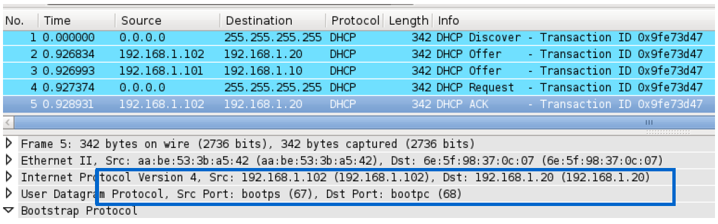 No. Time Source Destination Protocol Length Info
1 0.000000 0.0.0.0 255.255.255.255 DHCP 342 DHCP Discover - Transaction ID 0x9fe73d47
2 0.926834 192.168.1.102 192.168.1.20 DHCP 342 DHCP Offer - Transaction ID 0x9fe73d47
3 0.926993 192.168.1.101 192.168.1.10 DHCP 342 DHCP Offer - Transaction ID 0x9fe73d47
4 0.927374 0.0.0.0 255.255.255.255 DHCP 342 DHCP Request - Transaction ID 0x9fe73d47
5 0.928931 192.168.1.102 192.168.1.20 DHCP 342 DHCP ACK - Transaction ID 0x9fe73d47
Frame 5: 342 bytes on wire (2736 bits), 342 bytes captured (2736 bits)
Ethernet II, Src: aa:be:53:3b:a5:42 (aa:be:53:3b:a5:42), Dst: 6e:5f:98:37:0c:07 (6e:5f:98:37:0c:07)
Internet Protocol Version 4, Src: 192.168.1.102 (192.168.1.102), Dst: 192.168.1.20 (192.168.1.20)
User Datagram Protocol, Src Port: bootps (67), Dst Port: bootpc (68)
Bootstrap Protocol